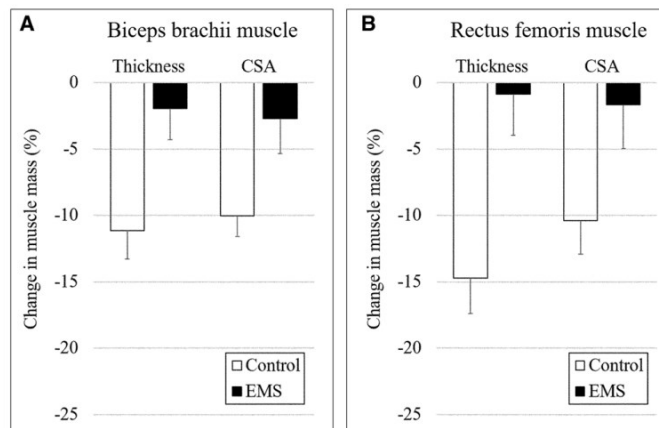 A
Biceps brachii muscle
Thickness CSA
0
-5
-10
-15
-20
-25
Change in muscle mass (%)
Control
EMS
B
Rectus femoris muscle
Thickness CSA
0
-5
-10
-15
-20
-25
Change in muscle mass (%)
Control
EMS